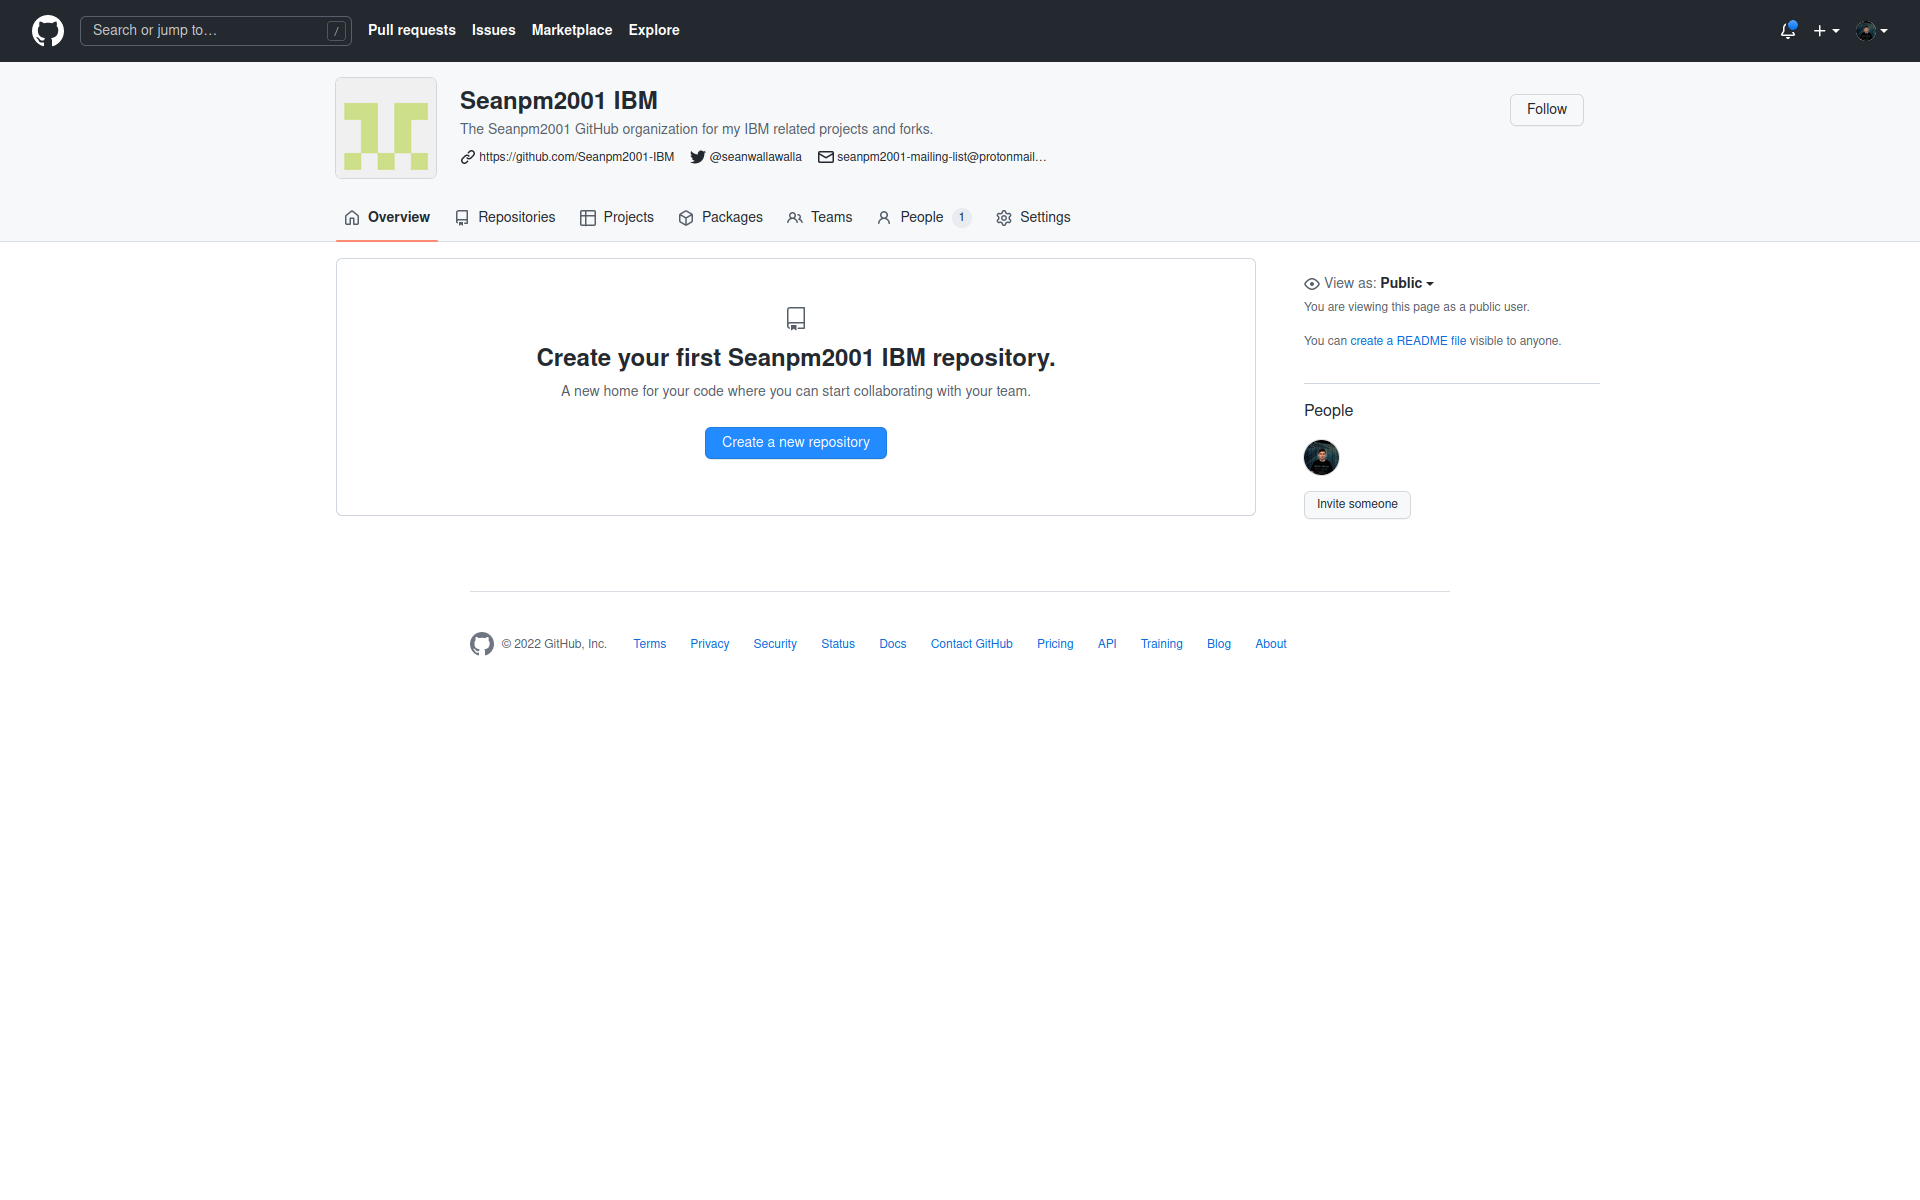 Search or jump to… /
Pull requests Issues Marketplace Explore
Seanpm2001 IBM
The Seanpm2001 GitHub organization for my IBM related projects and forks.
https://github.com/Seanpm2001-IBM @seanwallawalla seanpm2001-mailing-list@protonmail…
Follow
Overview Repositories Projects Packages Teams People 1 Settings
Create your first Seanpm2001 IBM repository.
A new home for your code where you can start collaborating with your team.
Create a new repository
View as: Public
You are viewing this page as a public user.
You can create a README file visible to anyone.
People
Invite someone
© 2022 GitHub, Inc. Terms Privacy Security Status Docs Contact GitHub Pricing API Training Blog About